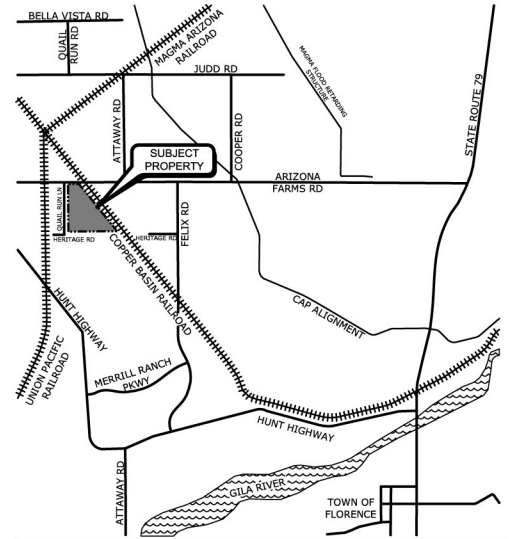 BELLA VISTA RD
QUAIL
RUN RD
MAGMA ARIZONA
RAILROAD
JUDD RD
MAGMA FLOOD RETARDING
STRUCTURE
STATE ROUTE 79
ATTAWAY RD
COOPER RD
SUBJECT
PROPERTY
ARIZONA
FARMS RD
QUAIL RUN LN
HERITAGE RD
HERITAGE RD
FELIX RD
COPPER BASIN RAILROAD
HUNT HIGHWAY
CAP ALIGNMENT
UNION PACIFIC
RAILROAD
MERRILL RANCH
PKWY
HUNT HIGHWAY
ATTAWAY RD
GILA RIVER
TOWN OF
FLORENCE